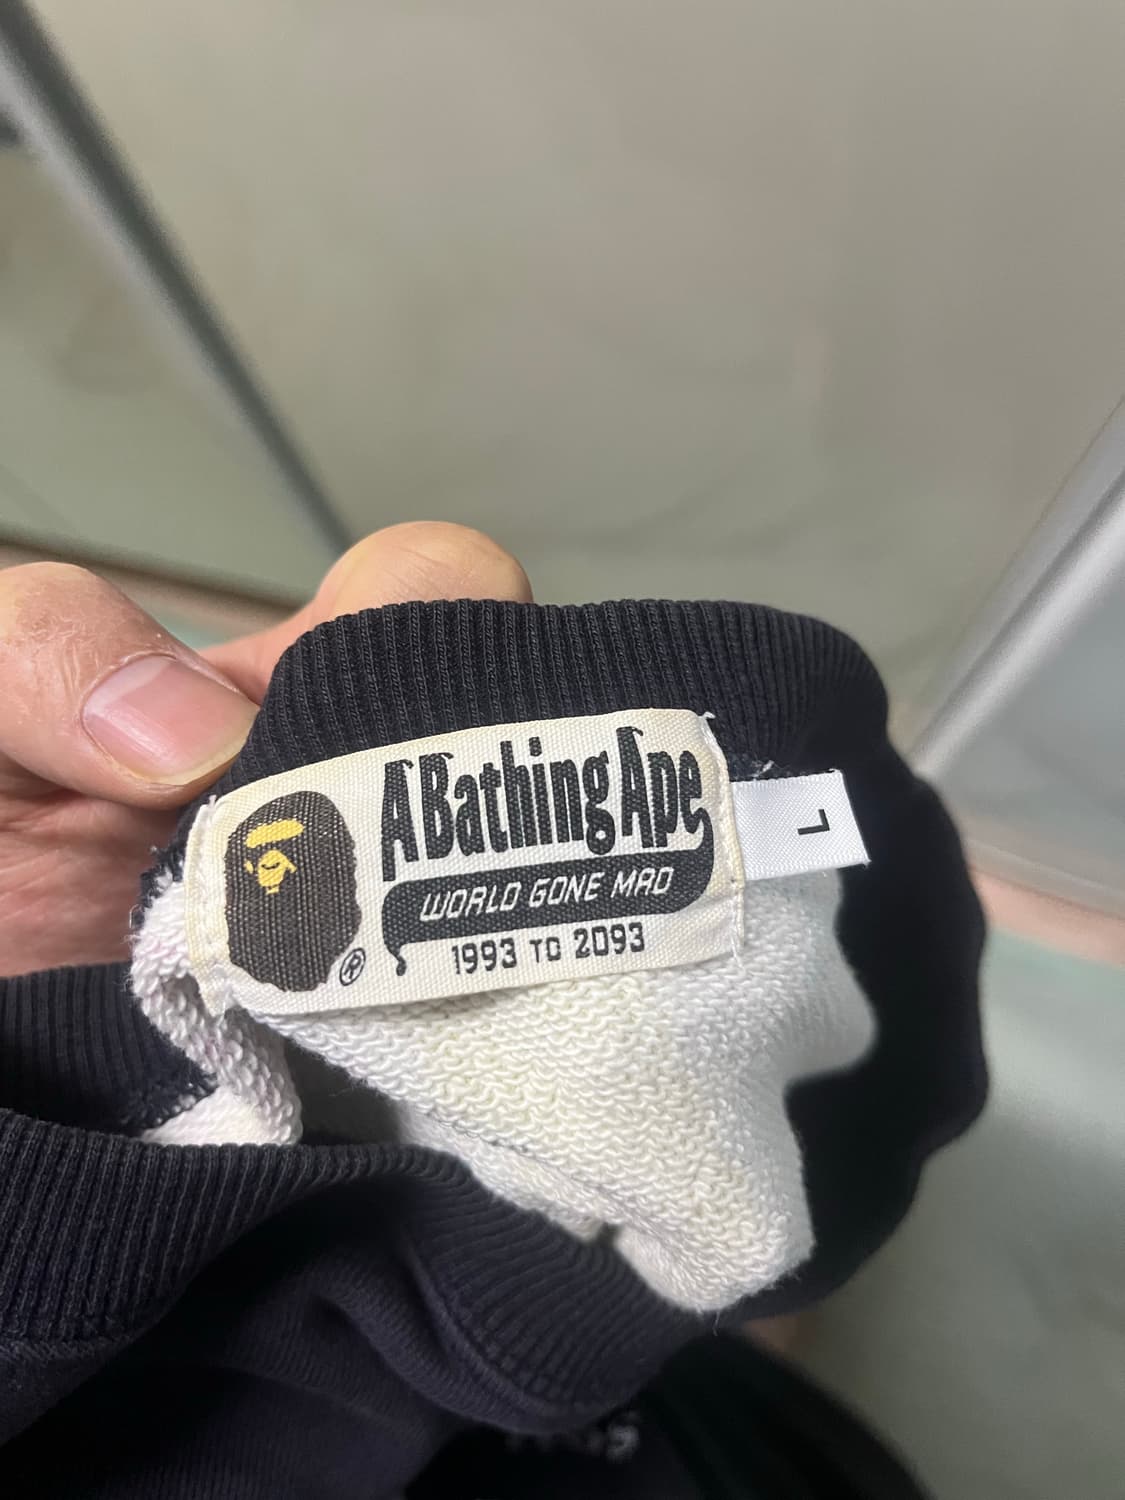 A Bathing Ape
WORLD GONE MAD
1993 TO 2093
®
L